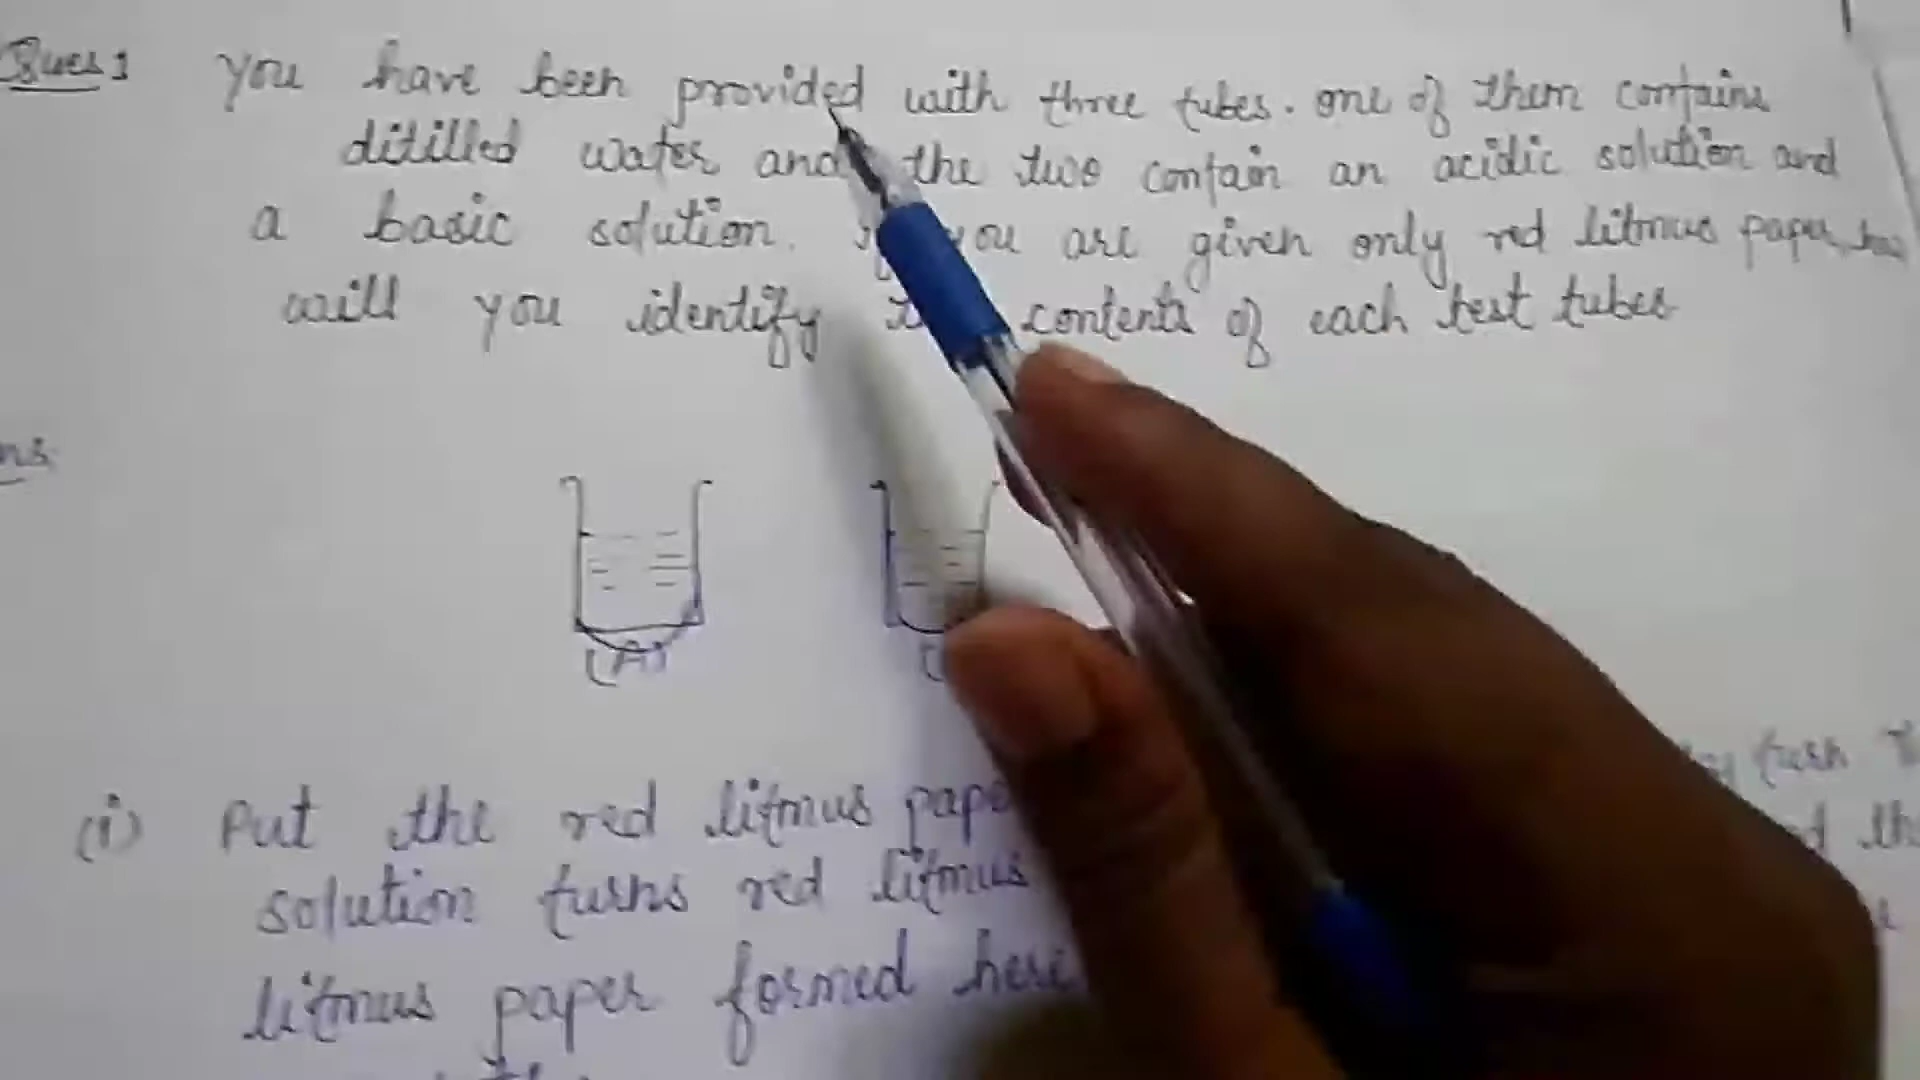 Ques 1 You have been provided with three tubes. one of them contains
ditilled water and the two contain an acidic solution and
a basic solution. you are given only red litmus paper,
will you identify contents of each test tubes
ns.
(A)
(i) Put the red litmus turn
solution turns red litmus
litmus paper formed here